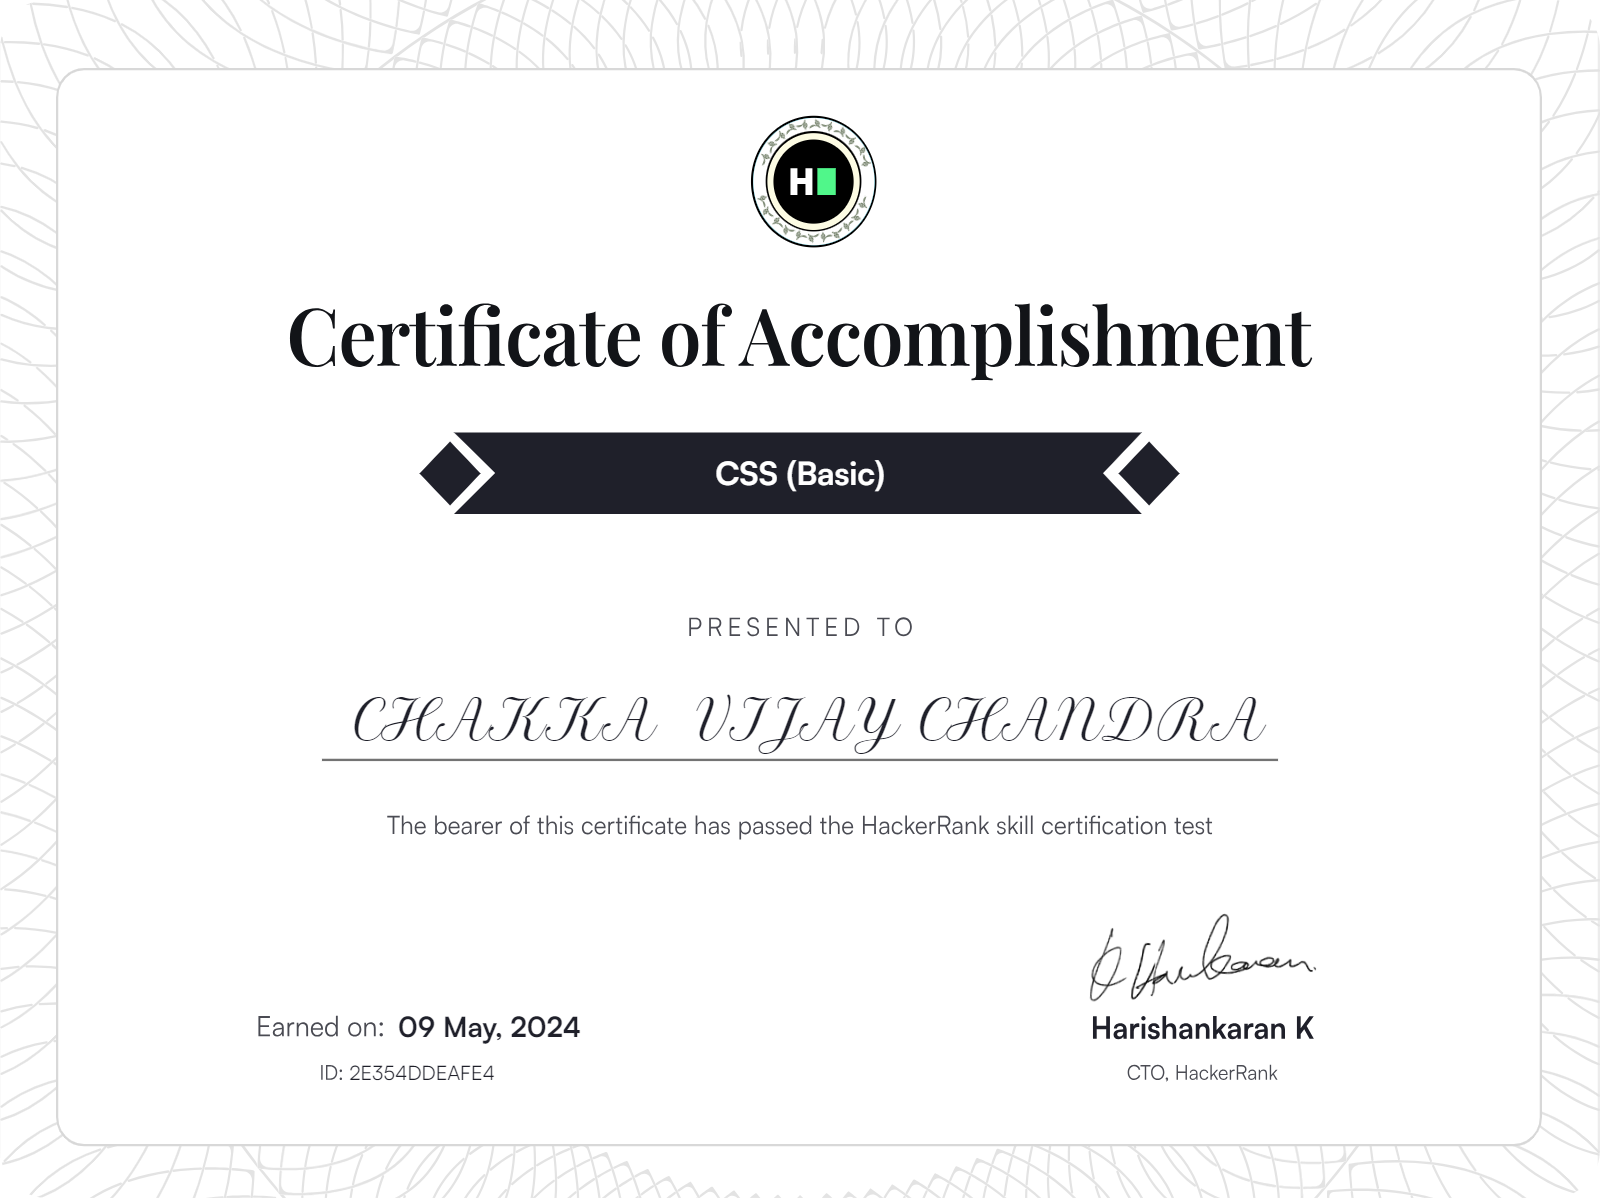 H
Certificate of Accomplishment
CSS (Basic)
PRESENTED TO
CHAKKA VIJAY CHANDRA
The bearer of this certificate has passed the HackerRank skill certification test
Earned on: 09 May, 2024
ID: 2E354DDEAFE4
Harishankaran K
CTO, HackerRank